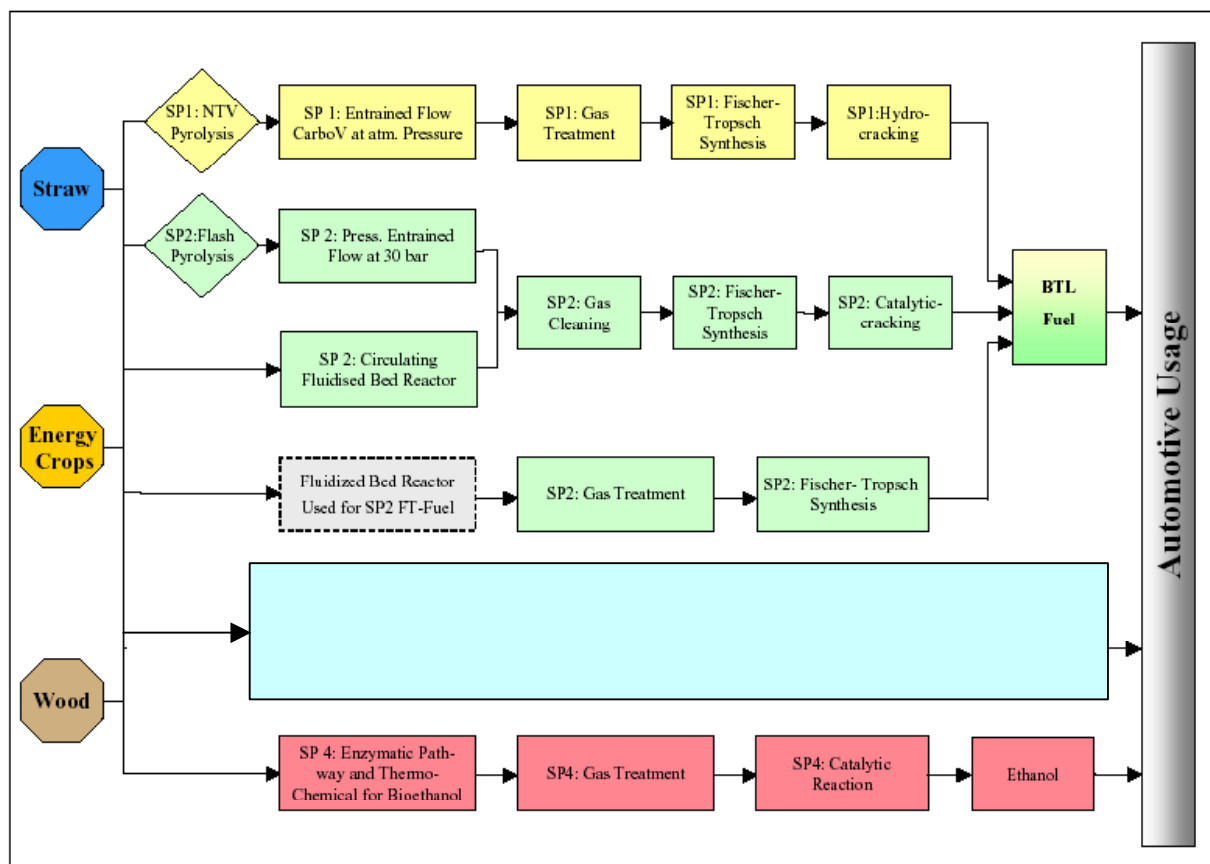 SP1: NTV
Pyrolysis
SP 1: Entrained Flow
CarboV at atm. Pressure
SP1: Gas
Treatment
SP1: Fischer-
Tropsch
Synthesis
SP1:Hydro-
cracking
Straw
SP2:Flash
Pyrolysis
SP 2: Press. Entrained
Flow at 30 bar
SP2: Gas
Cleaning
SP2: Fischer-
Tropsch
Synthesis
SP2: Catalytic-
cracking
BTL
Fuel
SP 2: Circulating
Fluidised Bed Reactor
Energy
Crops
Fluidized Bed Reactor
Used for SP2 FT-Fuel
SP2: Gas Treatment
SP2: Fischer- Tropsch
Synthesis
Wood
SP 4: Enzymatic Path-
way and Thermo-
Chemical for Bioethanol
SP4: Gas Treatment
SP4: Catalytic
Reaction
Ethanol
Automotive Usage